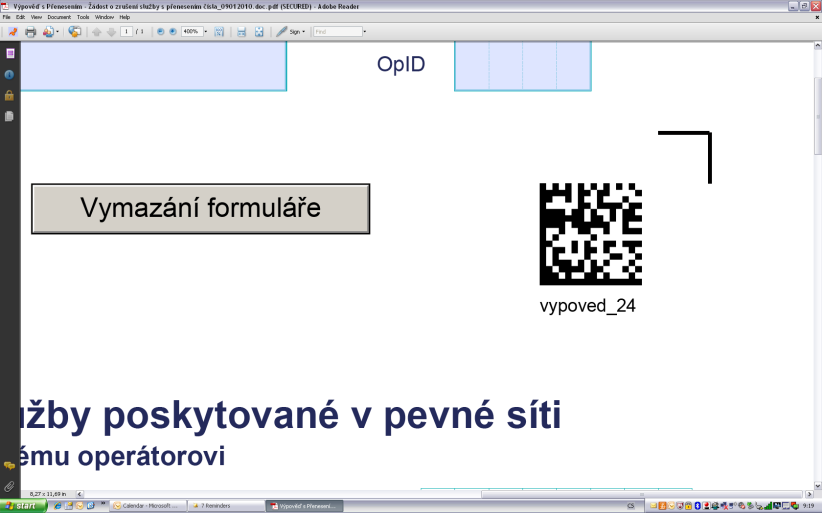 Výpověď s Přenesením - Žádost o zrušení služby s přenesením čísla_09012010.doc.pdf (SECURED) - Adobe Reader
File Edit View Document Tools Window Help
1 / 1 400% Sign Find
OpID
Vymazání formuláře
vypoved_24
užby poskytované v pevné síti
ému operátorovi
8,27 x 11,69 in
start Calendar - Microsoft ... 7 Reminders Výpověď s Přenesení... CS 9:19